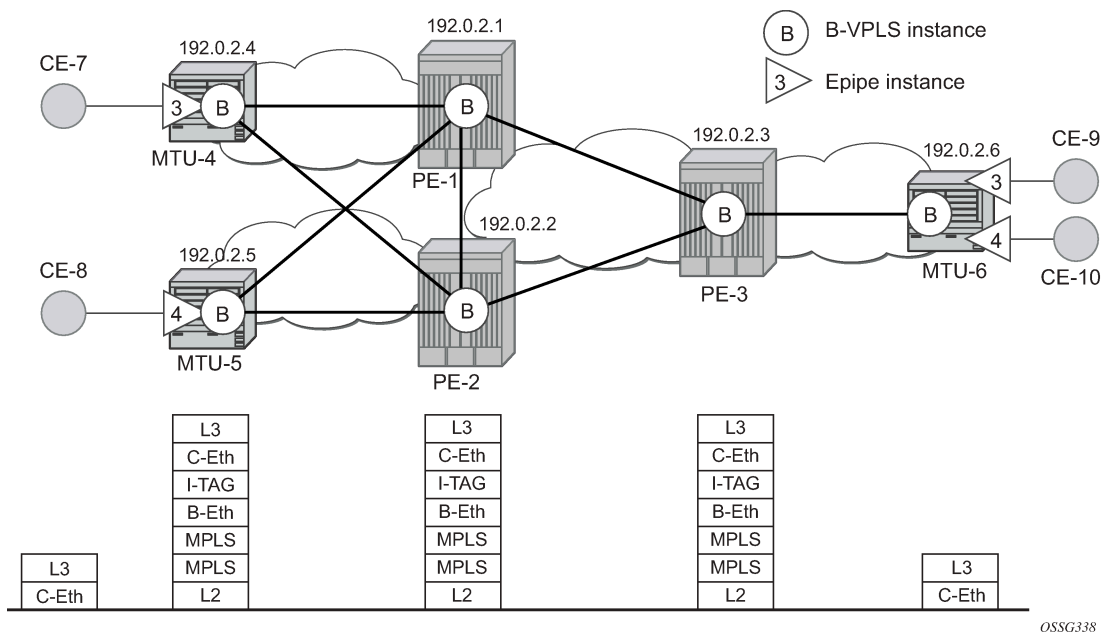 192.0.2.4
192.0.2.1
B
B-VPLS instance
CE-7
3
Epipe instance
3
B
B
MTU-4
PE-1
192.0.2.3
192.0.2.6
CE-9
3
B
B
4
MTU-6
CE-10
PE-3
192.0.2.2
192.0.2.5
CE-8
4
B
B
MTU-5
PE-2
L3
C-Eth
I-TAG
B-Eth
MPLS
MPLS
L2
L3
C-Eth
I-TAG
B-Eth
MPLS
MPLS
L2
L3
C-Eth
I-TAG
B-Eth
MPLS
MPLS
L2
L3
C-Eth
L3
C-Eth
OSSG338